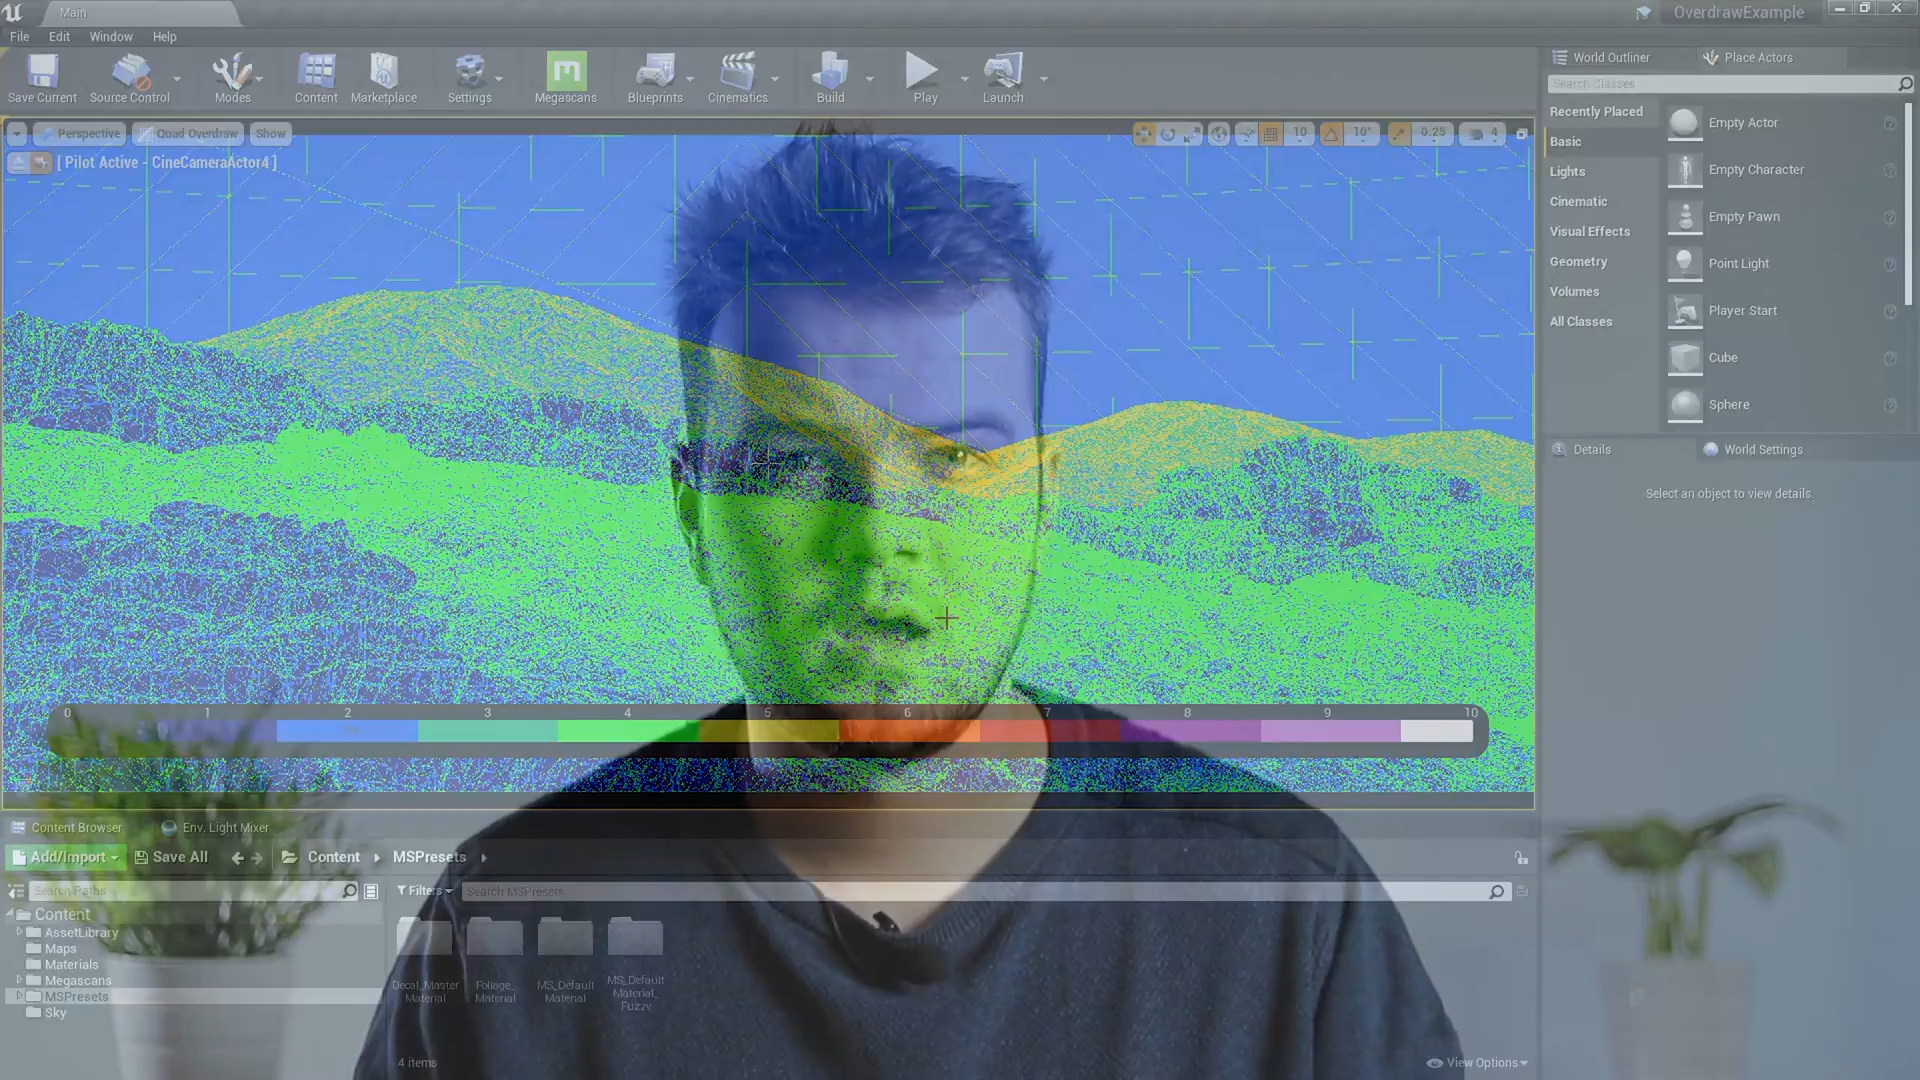 Main
OverdrawExample
File Edit Window Help
Save Current Source Control Modes Content Marketplace Settings Megascans Blueprints Cinematics Build Play Launch
World Outliner Place Actors
Search Classes
Recently Placed
Basic
Lights
Cinematic
Visual Effects
Geometry
Volumes
All Classes
Empty Actor
Empty Character
Empty Pawn
Point Light
Player Start
Cube
Sphere
Perspective Quad Overdraw Show
10 10° 0.25 4
[ Pilot Active - CineCameraActor4 ]
Details World Settings
Select an object to view details.
0 1 2 3 4 5 6 7 8 9 10
Content Browser Env. Light Mixer
Add/Import Save All Content MSPresets
Search Paths
Filters Search MSPresets
Content
AssetLibrary
Maps
Materials
Megascans
MSPresets
Sky
Decal_Master
Material
Foliage_
Material
MS_Default
Material
MS_Default
Material_
Fuzzy
4 items
View Options